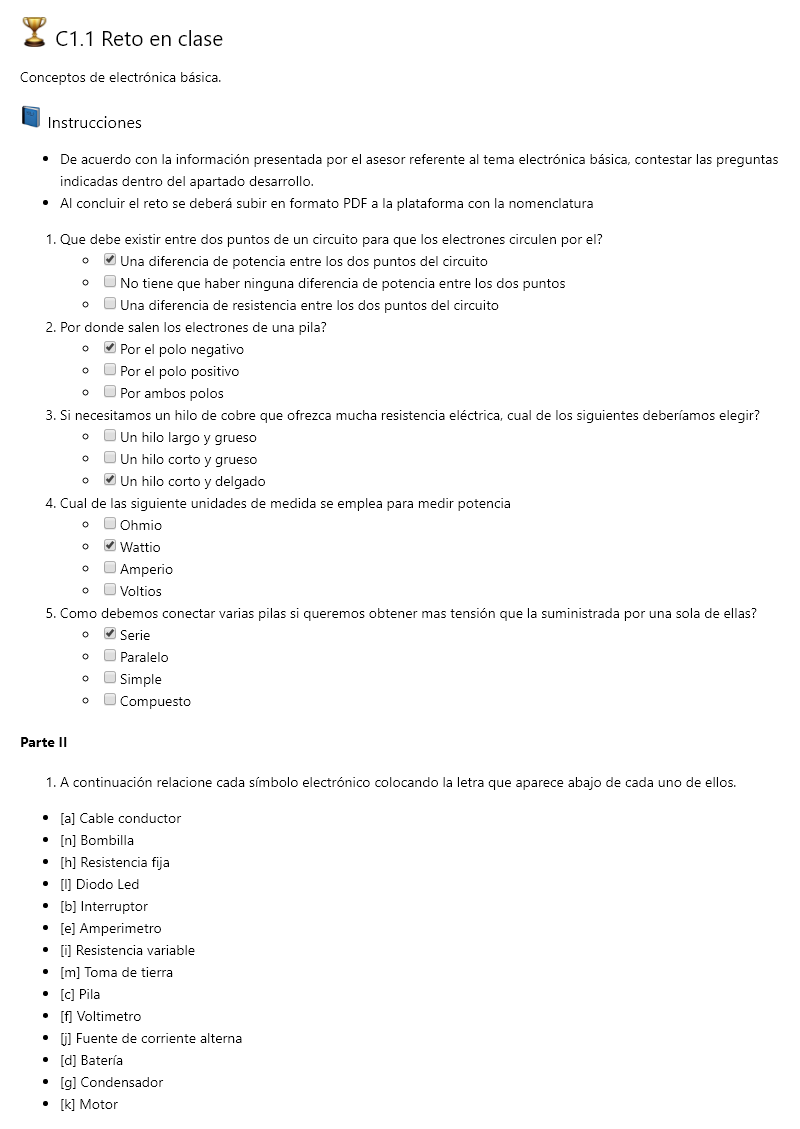 C1.1 Reto en clase
Conceptos de electrónica básica.
Instrucciones
• De acuerdo con la información presentada por el asesor referente al tema electrónica básica, contestar las preguntas
indicadas dentro del apartado desarrollo.
• Al concluir el reto se deberá subir en formato PDF a la plataforma con la nomenclatura
1. Que debe existir entre dos puntos de un circuito para que los electrones circulen por el?
Una diferencia de potencia entre los dos puntos del circuito
No tiene que haber ninguna diferencia de potencia entre los dos puntos
Una diferencia de resistencia entre los dos puntos del circuito
2. Por donde salen los electrones de una pila?
Por el polo negativo
Por el polo positivo
Por ambos polos
3. Si necesitamos un hilo de cobre que ofrezca mucha resistencia eléctrica, cual de los siguientes deberíamos elegir?
Un hilo largo y grueso
Un hilo corto y grueso
Un hilo corto y delgado
4. Cual de las siguiente unidades de medida se emplea para medir potencia
Ohmio
Wattio
Amperio
Voltios
5. Como debemos conectar varias pilas si queremos obtener mas tensión que la suministrada por una sola de ellas?
Serie
Paralelo
Simple
Compuesto
Parte II
1. A continuación relacione cada símbolo electrónico colocando la letra que aparece abajo de cada uno de ellos.
• [a] Cable conductor
• [n] Bombilla
• [h] Resistencia fija
• [l] Diodo Led
• [b] Interruptor
• [e] Amperimetro
• [i] Resistencia variable
• [m] Toma de tierra
• [c] Pila
• [f] Voltimetro
• [j] Fuente de corriente alterna
• [d] Batería
• [g] Condensador
• [k] Motor